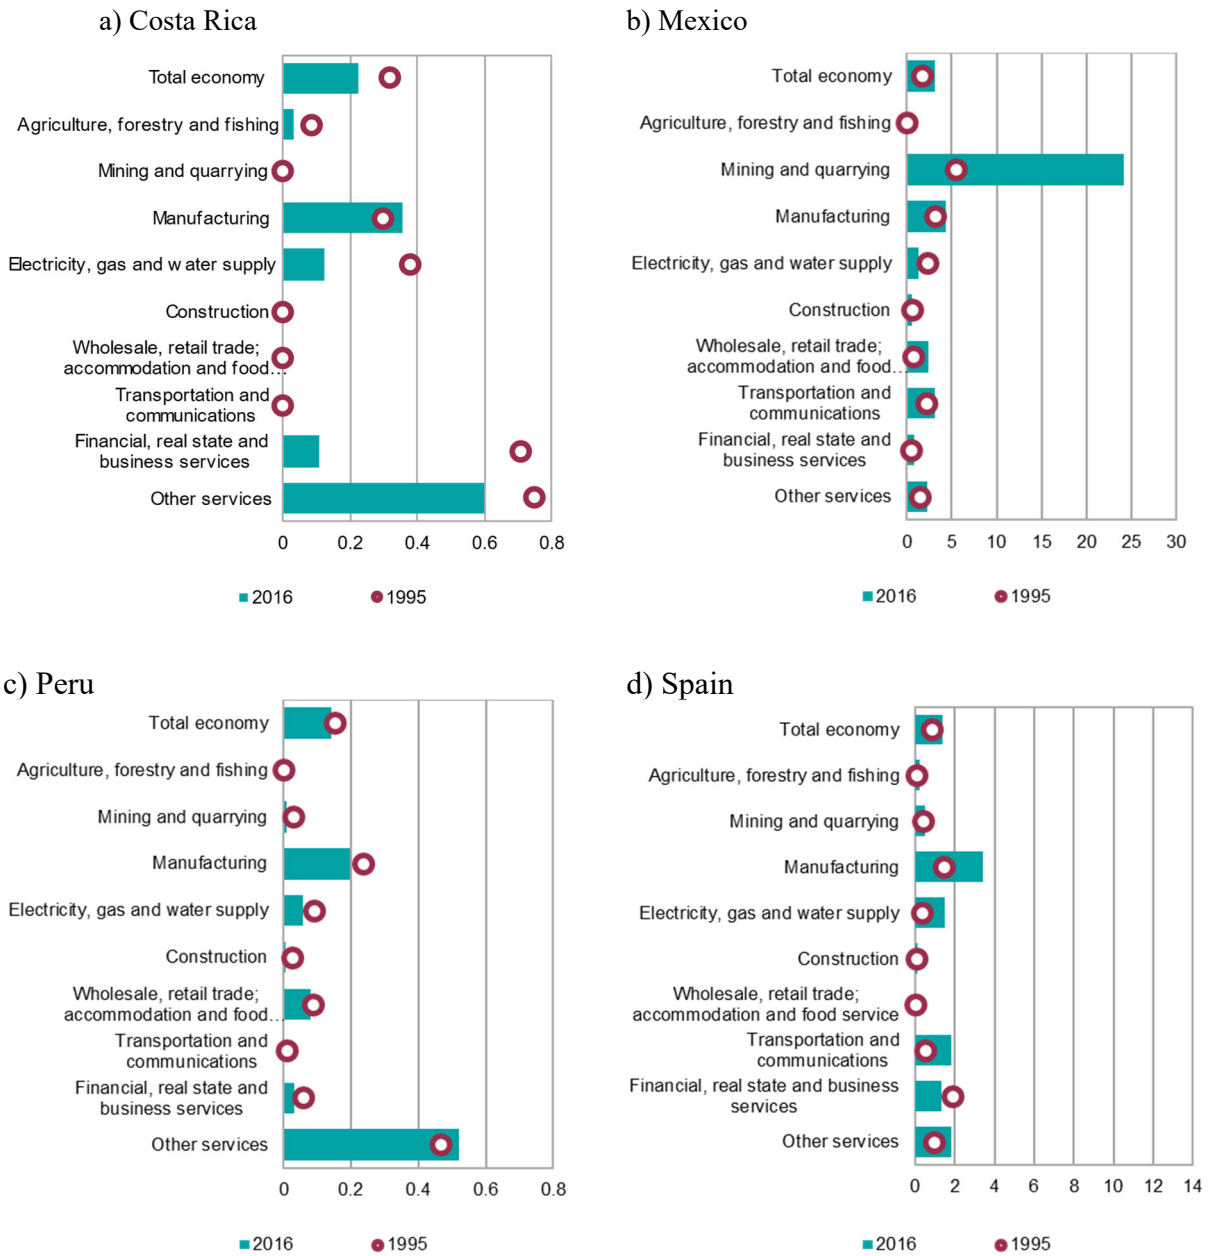 a) Costa Rica
Total economy
Agriculture, forestry and fishing
Mining and quarrying
Manufacturing
Electricity, gas and water supply
Construction
Wholesale, retail trade;
accommodation and food...
Transportation and
communications
Financial, real state and
business services
Other services
0 0.2 0.4 0.6 0.8
2016 1995
b) Mexico
Total economy
Agriculture, forestry and fishing
Mining and quarrying
Manufacturing
Electricity, gas and water supply
Construction
Wholesale, retail trade;
accommodation and food...
Transportation and
communications
Financial, real state and
business services
Other services
0 5 10 15 20 25 30
2016 1995
c) Peru
Total economy
Agriculture, forestry and fishing
Mining and quarrying
Manufacturing
Electricity, gas and water supply
Construction
Wholesale, retail trade;
accommodation and food...
Transportation and
communications
Financial, real state and
business services
Other services
0 0.2 0.4 0.6 0.8
2016 1995
d) Spain
Total economy
Agriculture, forestry and fishing
Mining and quarrying
Manufacturing
Electricity, gas and water supply
Construction
Wholesale, retail trade;
accommodation and food service
Transportation and
communications
Financial, real state and business
services
Other services
0 2 4 6 8 10 12 14
2016 1995